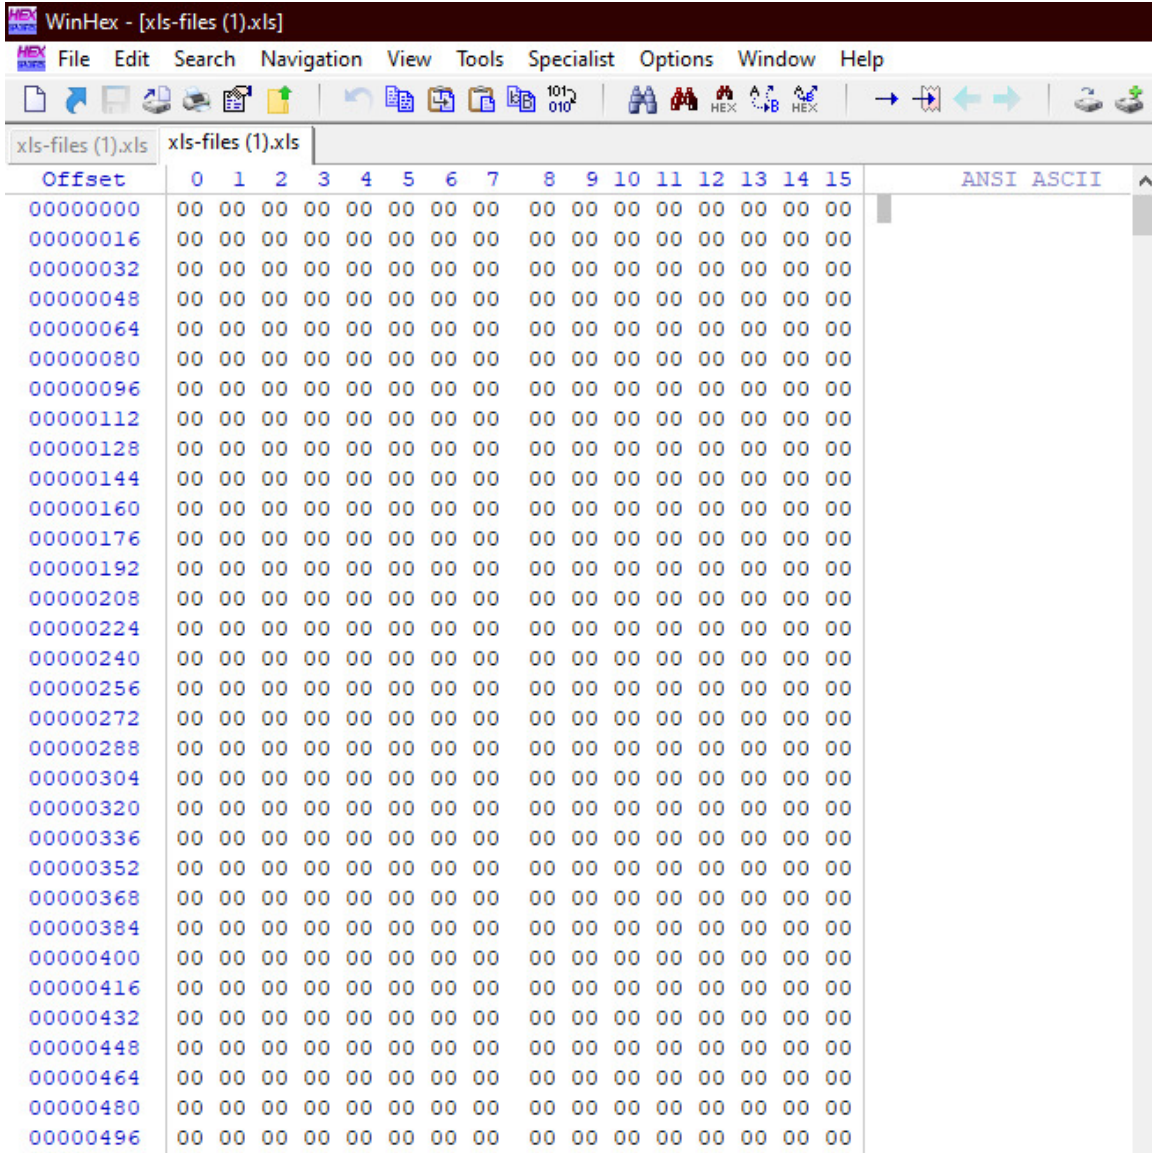 WinHex - [xls-files (1).xls]
File Edit Search Navigation View Tools Specialist Options Window Help
xls-files (1).xls xls-files (1).xls
Offset 0 1 2 3 4 5 6 7 8 9 10 11 12 13 14 15 ANSI ASCII
00000000 00 00 00 00 00 00 00 00 00 00 00 00 00 00 00 00
00000016 00 00 00 00 00 00 00 00 00 00 00 00 00 00 00 00
00000032 00 00 00 00 00 00 00 00 00 00 00 00 00 00 00 00
00000048 00 00 00 00 00 00 00 00 00 00 00 00 00 00 00 00
00000064 00 00 00 00 00 00 00 00 00 00 00 00 00 00 00 00
00000080 00 00 00 00 00 00 00 00 00 00 00 00 00 00 00 00
00000096 00 00 00 00 00 00 00 00 00 00 00 00 00 00 00 00
00000112 00 00 00 00 00 00 00 00 00 00 00 00 00 00 00 00
00000128 00 00 00 00 00 00 00 00 00 00 00 00 00 00 00 00
00000144 00 00 00 00 00 00 00 00 00 00 00 00 00 00 00 00
00000160 00 00 00 00 00 00 00 00 00 00 00 00 00 00 00 00
00000176 00 00 00 00 00 00 00 00 00 00 00 00 00 00 00 00
00000192 00 00 00 00 00 00 00 00 00 00 00 00 00 00 00 00
00000208 00 00 00 00 00 00 00 00 00 00 00 00 00 00 00 00
00000224 00 00 00 00 00 00 00 00 00 00 00 00 00 00 00 00
00000240 00 00 00 00 00 00 00 00 00 00 00 00 00 00 00 00
00000256 00 00 00 00 00 00 00 00 00 00 00 00 00 00 00 00
00000272 00 00 00 00 00 00 00 00 00 00 00 00 00 00 00 00
00000288 00 00 00 00 00 00 00 00 00 00 00 00 00 00 00 00
00000304 00 00 00 00 00 00 00 00 00 00 00 00 00 00 00 00
00000320 00 00 00 00 00 00 00 00 00 00 00 00 00 00 00 00
00000336 00 00 00 00 00 00 00 00 00 00 00 00 00 00 00 00
00000352 00 00 00 00 00 00 00 00 00 00 00 00 00 00 00 00
00000368 00 00 00 00 00 00 00 00 00 00 00 00 00 00 00 00
00000384 00 00 00 00 00 00 00 00 00 00 00 00 00 00 00 00
00000400 00 00 00 00 00 00 00 00 00 00 00 00 00 00 00 00
00000416 00 00 00 00 00 00 00 00 00 00 00 00 00 00 00 00
00000432 00 00 00 00 00 00 00 00 00 00 00 00 00 00 00 00
00000448 00 00 00 00 00 00 00 00 00 00 00 00 00 00 00 00
00000464 00 00 00 00 00 00 00 00 00 00 00 00 00 00 00 00
00000480 00 00 00 00 00 00 00 00 00 00 00 00 00 00 00 00
00000496 00 00 00 00 00 00 00 00 00 00 00 00 00 00 00 00